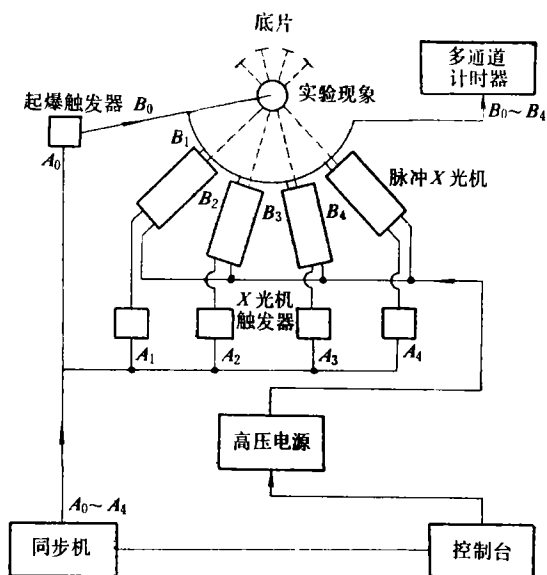 底片
多通道
计时器
起爆触发器 B₀
实验现象
B₀～B₄
A₀
B₁
脉冲X光机
B₂
B₃
B₄
X光机
触发器
A₁
A₂
A₃
A₄
高压电源
A₀～A₄
同步机
控制台